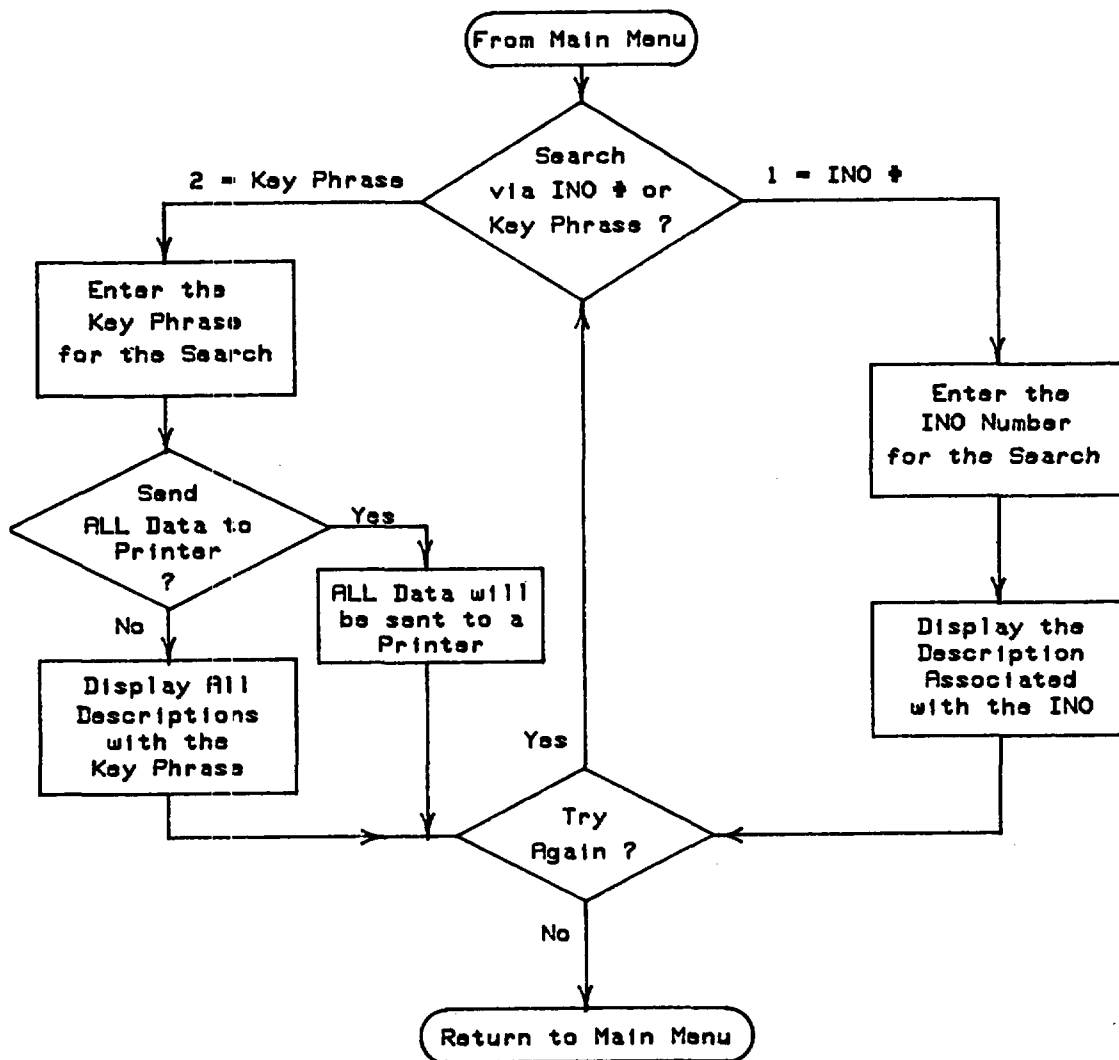 From Main Menu
Search
via INO # or
Key Phrase ?
2 = Key Phrase
1 = INO #
Enter the
Key Phrase
for the Search
Enter the
INO Number
for the Search
Send
ALL Data to
Printer
?
Yes
No
ALL Data will
be sent to a
Printer
Display All
Descriptions
with the
Key Phrase
Display the
Description
Associated
with the INO
Yes
Try
Again ?
No
Return to Main Menu